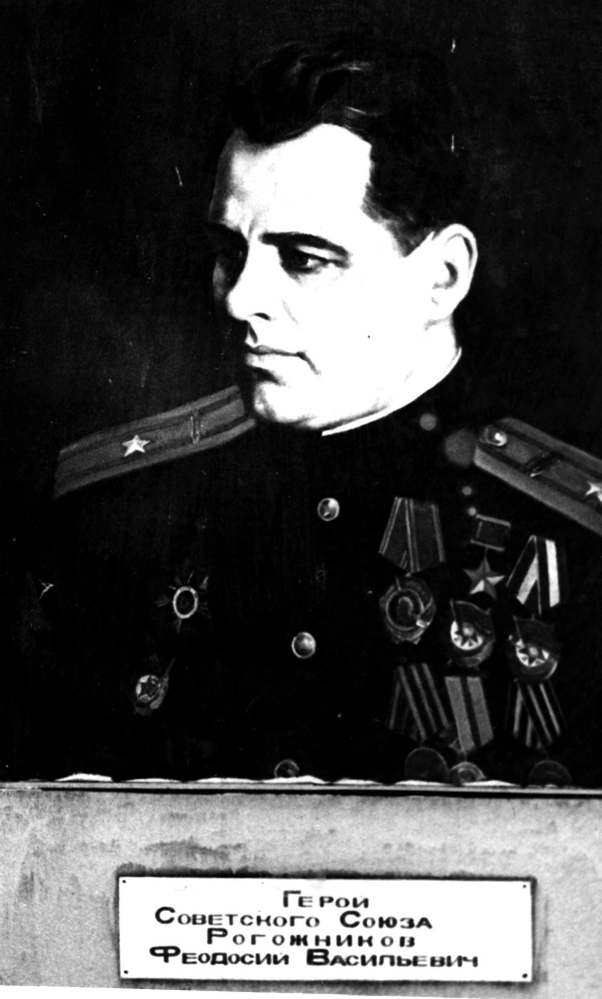 Герой
Советского Союза
Рогожников
Феодосий Васильевич